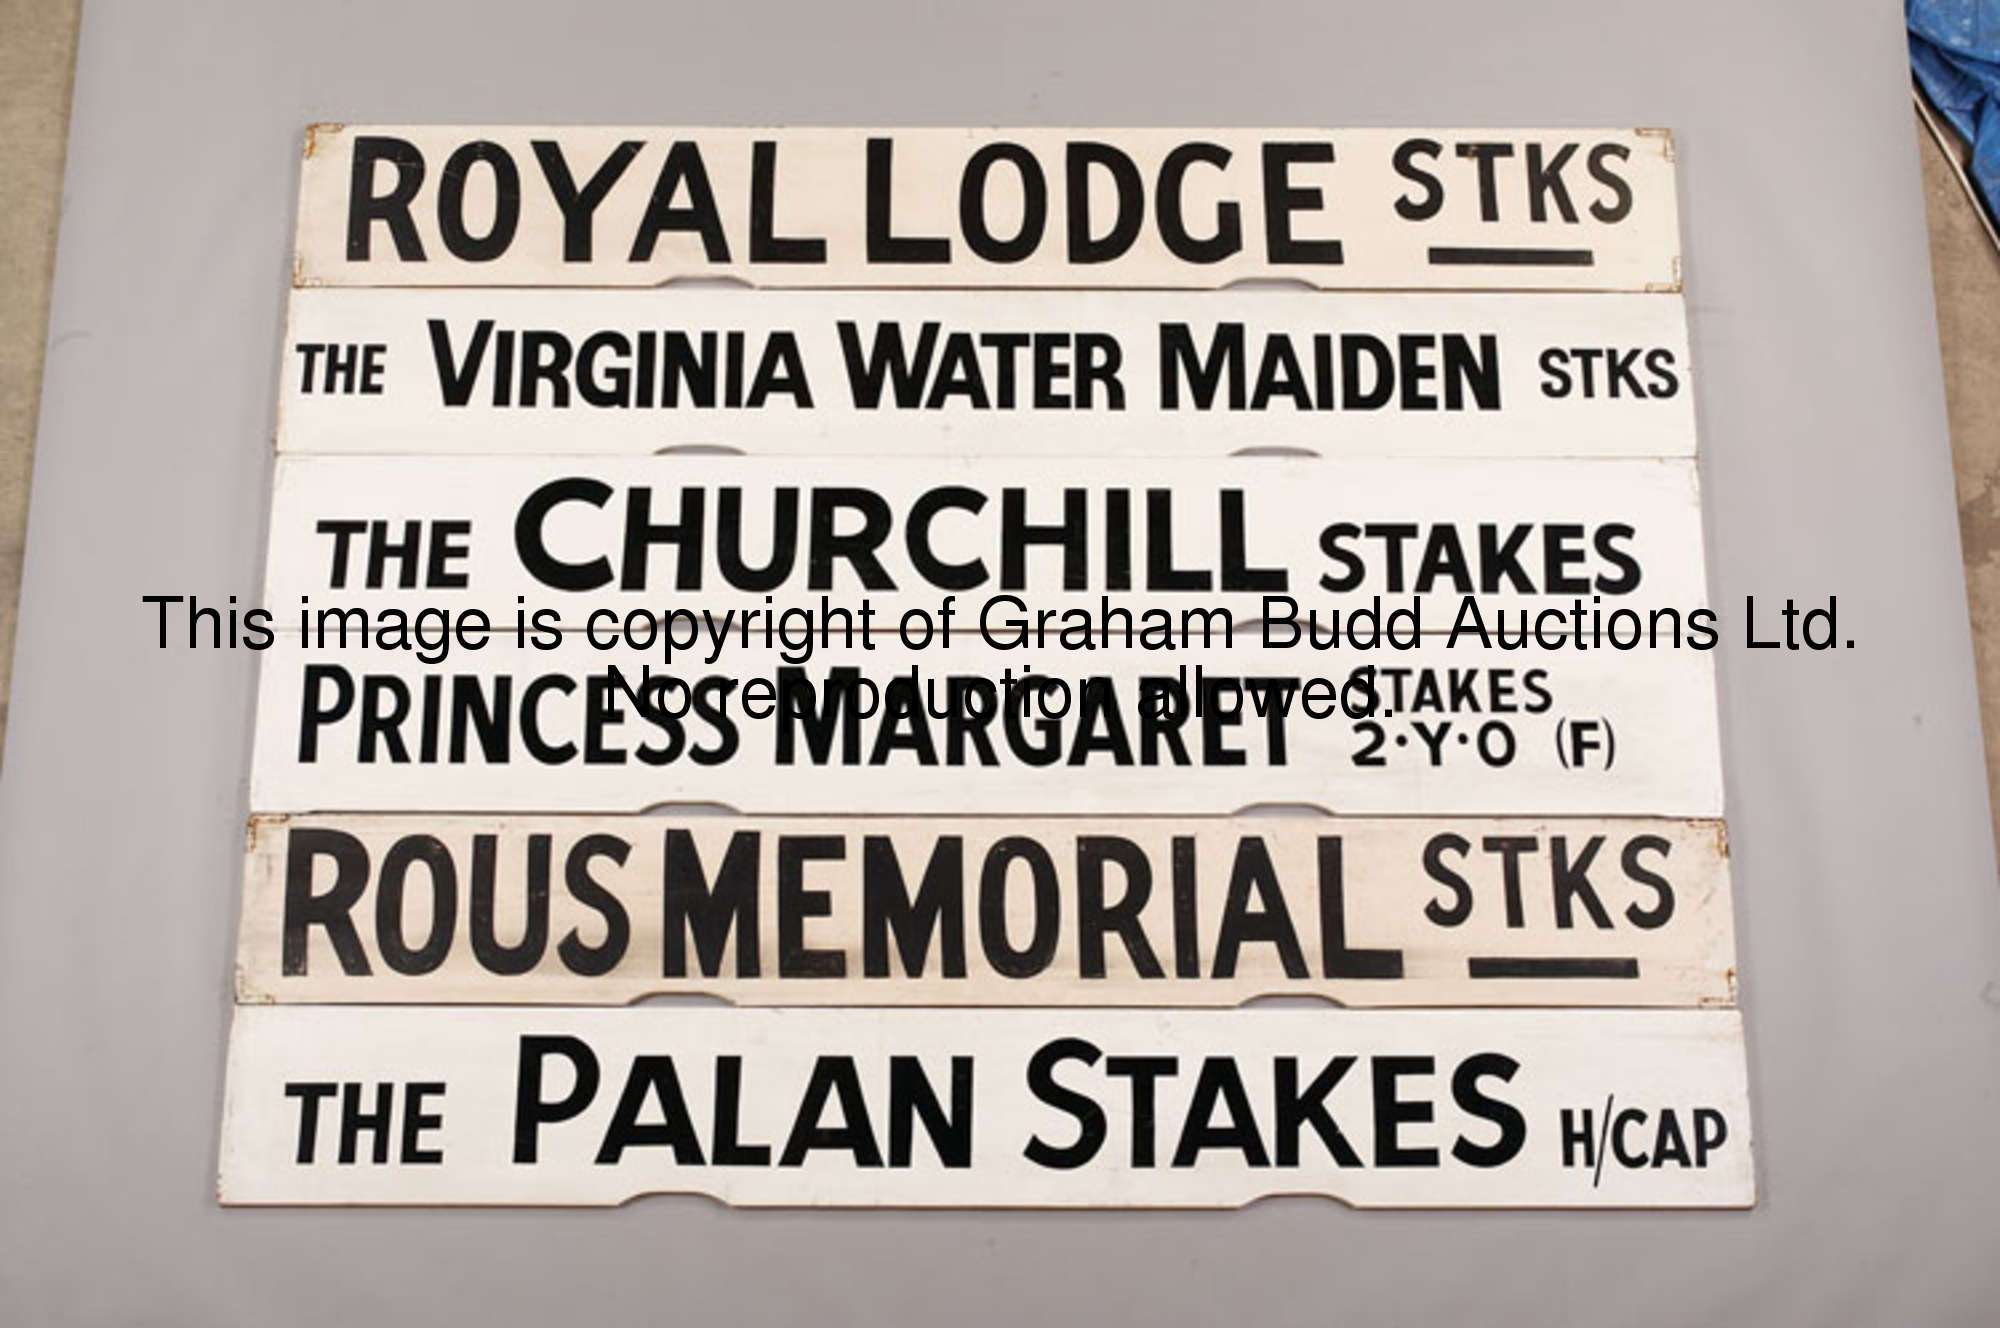 ROYAL LODGE STKS
THE VIRGINIA WATER MAIDEN STKS
THE CHURCHILL STAKES
This image is copyright of Graham Budd Auctions Ltd.
No reproduction allowed.
PRINCESS MARGARET STAKES
2·Y·O (F)
ROUS MEMORIAL STKS
THE PALAN STAKES H/CAP